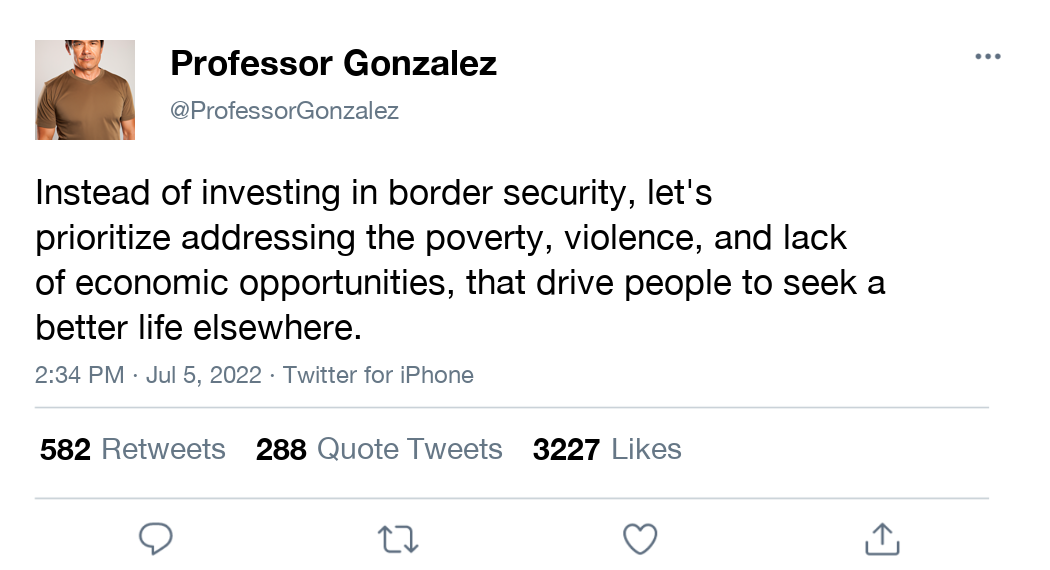 Professor Gonzalez
@ProfessorGonzalez
Instead of investing in border security, let's
prioritize addressing the poverty, violence, and lack
of economic opportunities, that drive people to seek a
better life elsewhere.
2:34 PM · Jul 5, 2022 · Twitter for iPhone
582 Retweets 288 Quote Tweets 3227 Likes